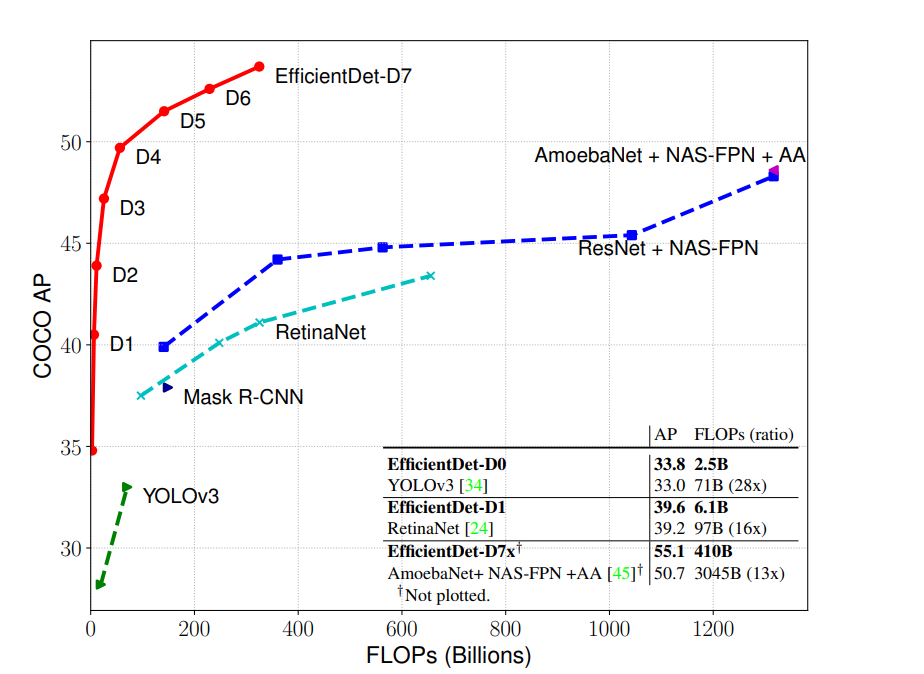 EfficientDet-D7
D6
D5
50
D4
AmoebaNet + NAS-FPN + AA
D3
45
ResNet + NAS-FPN
D2
COCO AP
40
D1
RetinaNet
Mask R-CNN
35
AP FLOPs (ratio)
EfficientDet-D0 33.8 2.5B
YOLOv3 [34] 33.0 71B (28x)
YOLOv3
EfficientDet-D1 39.6 6.1B
RetinaNet [24] 39.2 97B (16x)
30
EfficientDet-D7x† 55.1 410B
AmoebaNet+ NAS-FPN +AA [45]† 50.7 3045B (13x)
†Not plotted.
0 200 400 600 800 1000 1200
FLOPs (Billions)